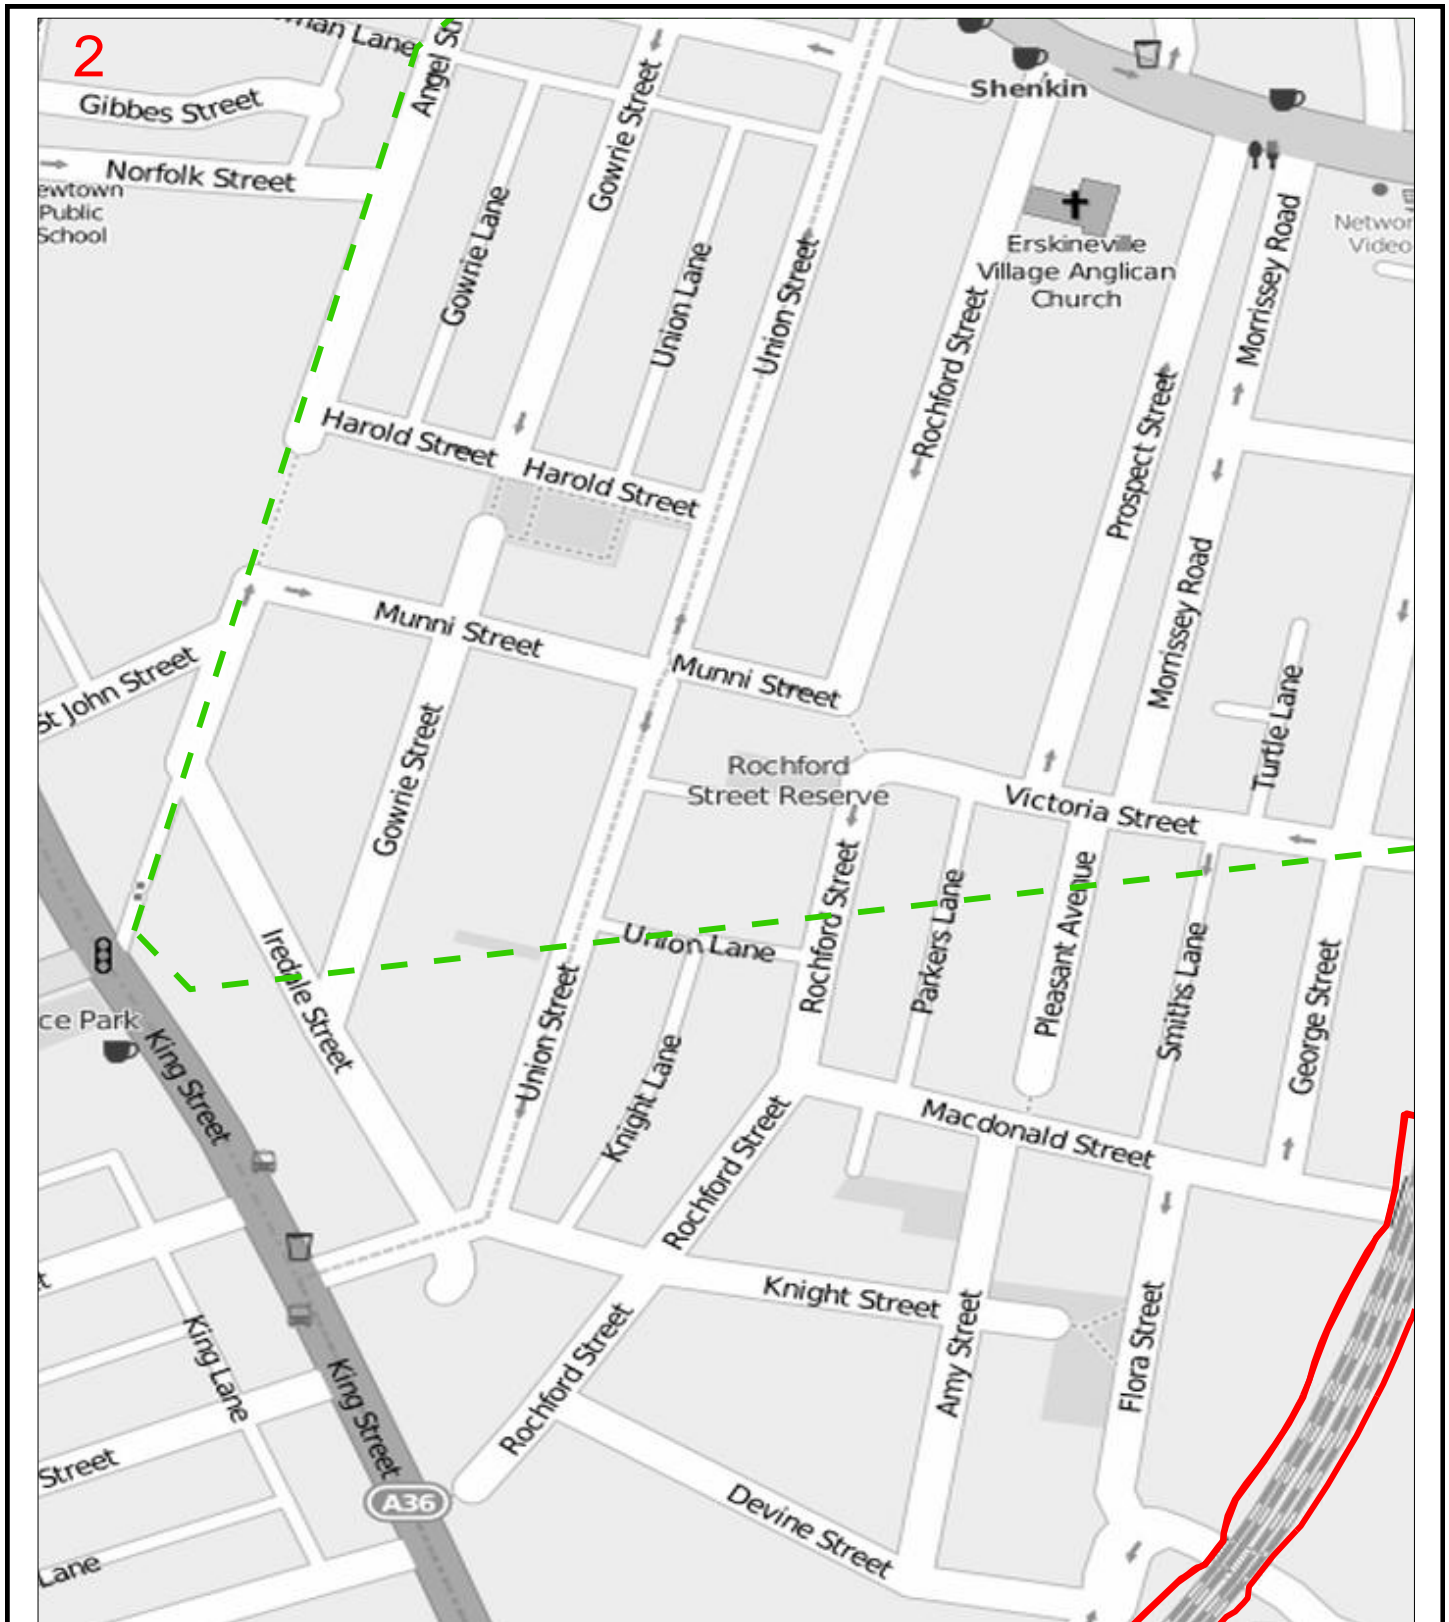 2
Angel St
Gibbes Street
Norfolk Street
Public
School
Shenkin
Gowrie Street
Gowrie Lane
Union Lane
Union Street
Erskineville
Village Anglican
Church
Morrissey Road
Video
Rochford Street
Prospect Street
Harold Street
Harold Street
Munni Street
Munni Street
Morrissey Road
St John Street
Gowrie Street
Turtle Lane
Rochford
Street Reserve
Victoria Street
Rochford Street
Parkers Lane
Pleasant Avenue
Smiths Lane
George Street
Union Lane
Iredale Street
Union Street
Knight Lane
Park
King Street
Macdonald Street
Rochford Street
Knight Street
Amy Street
Flora Street
King Lane
King Street
Rochford Street
Street
A36
Devine Street
Lane